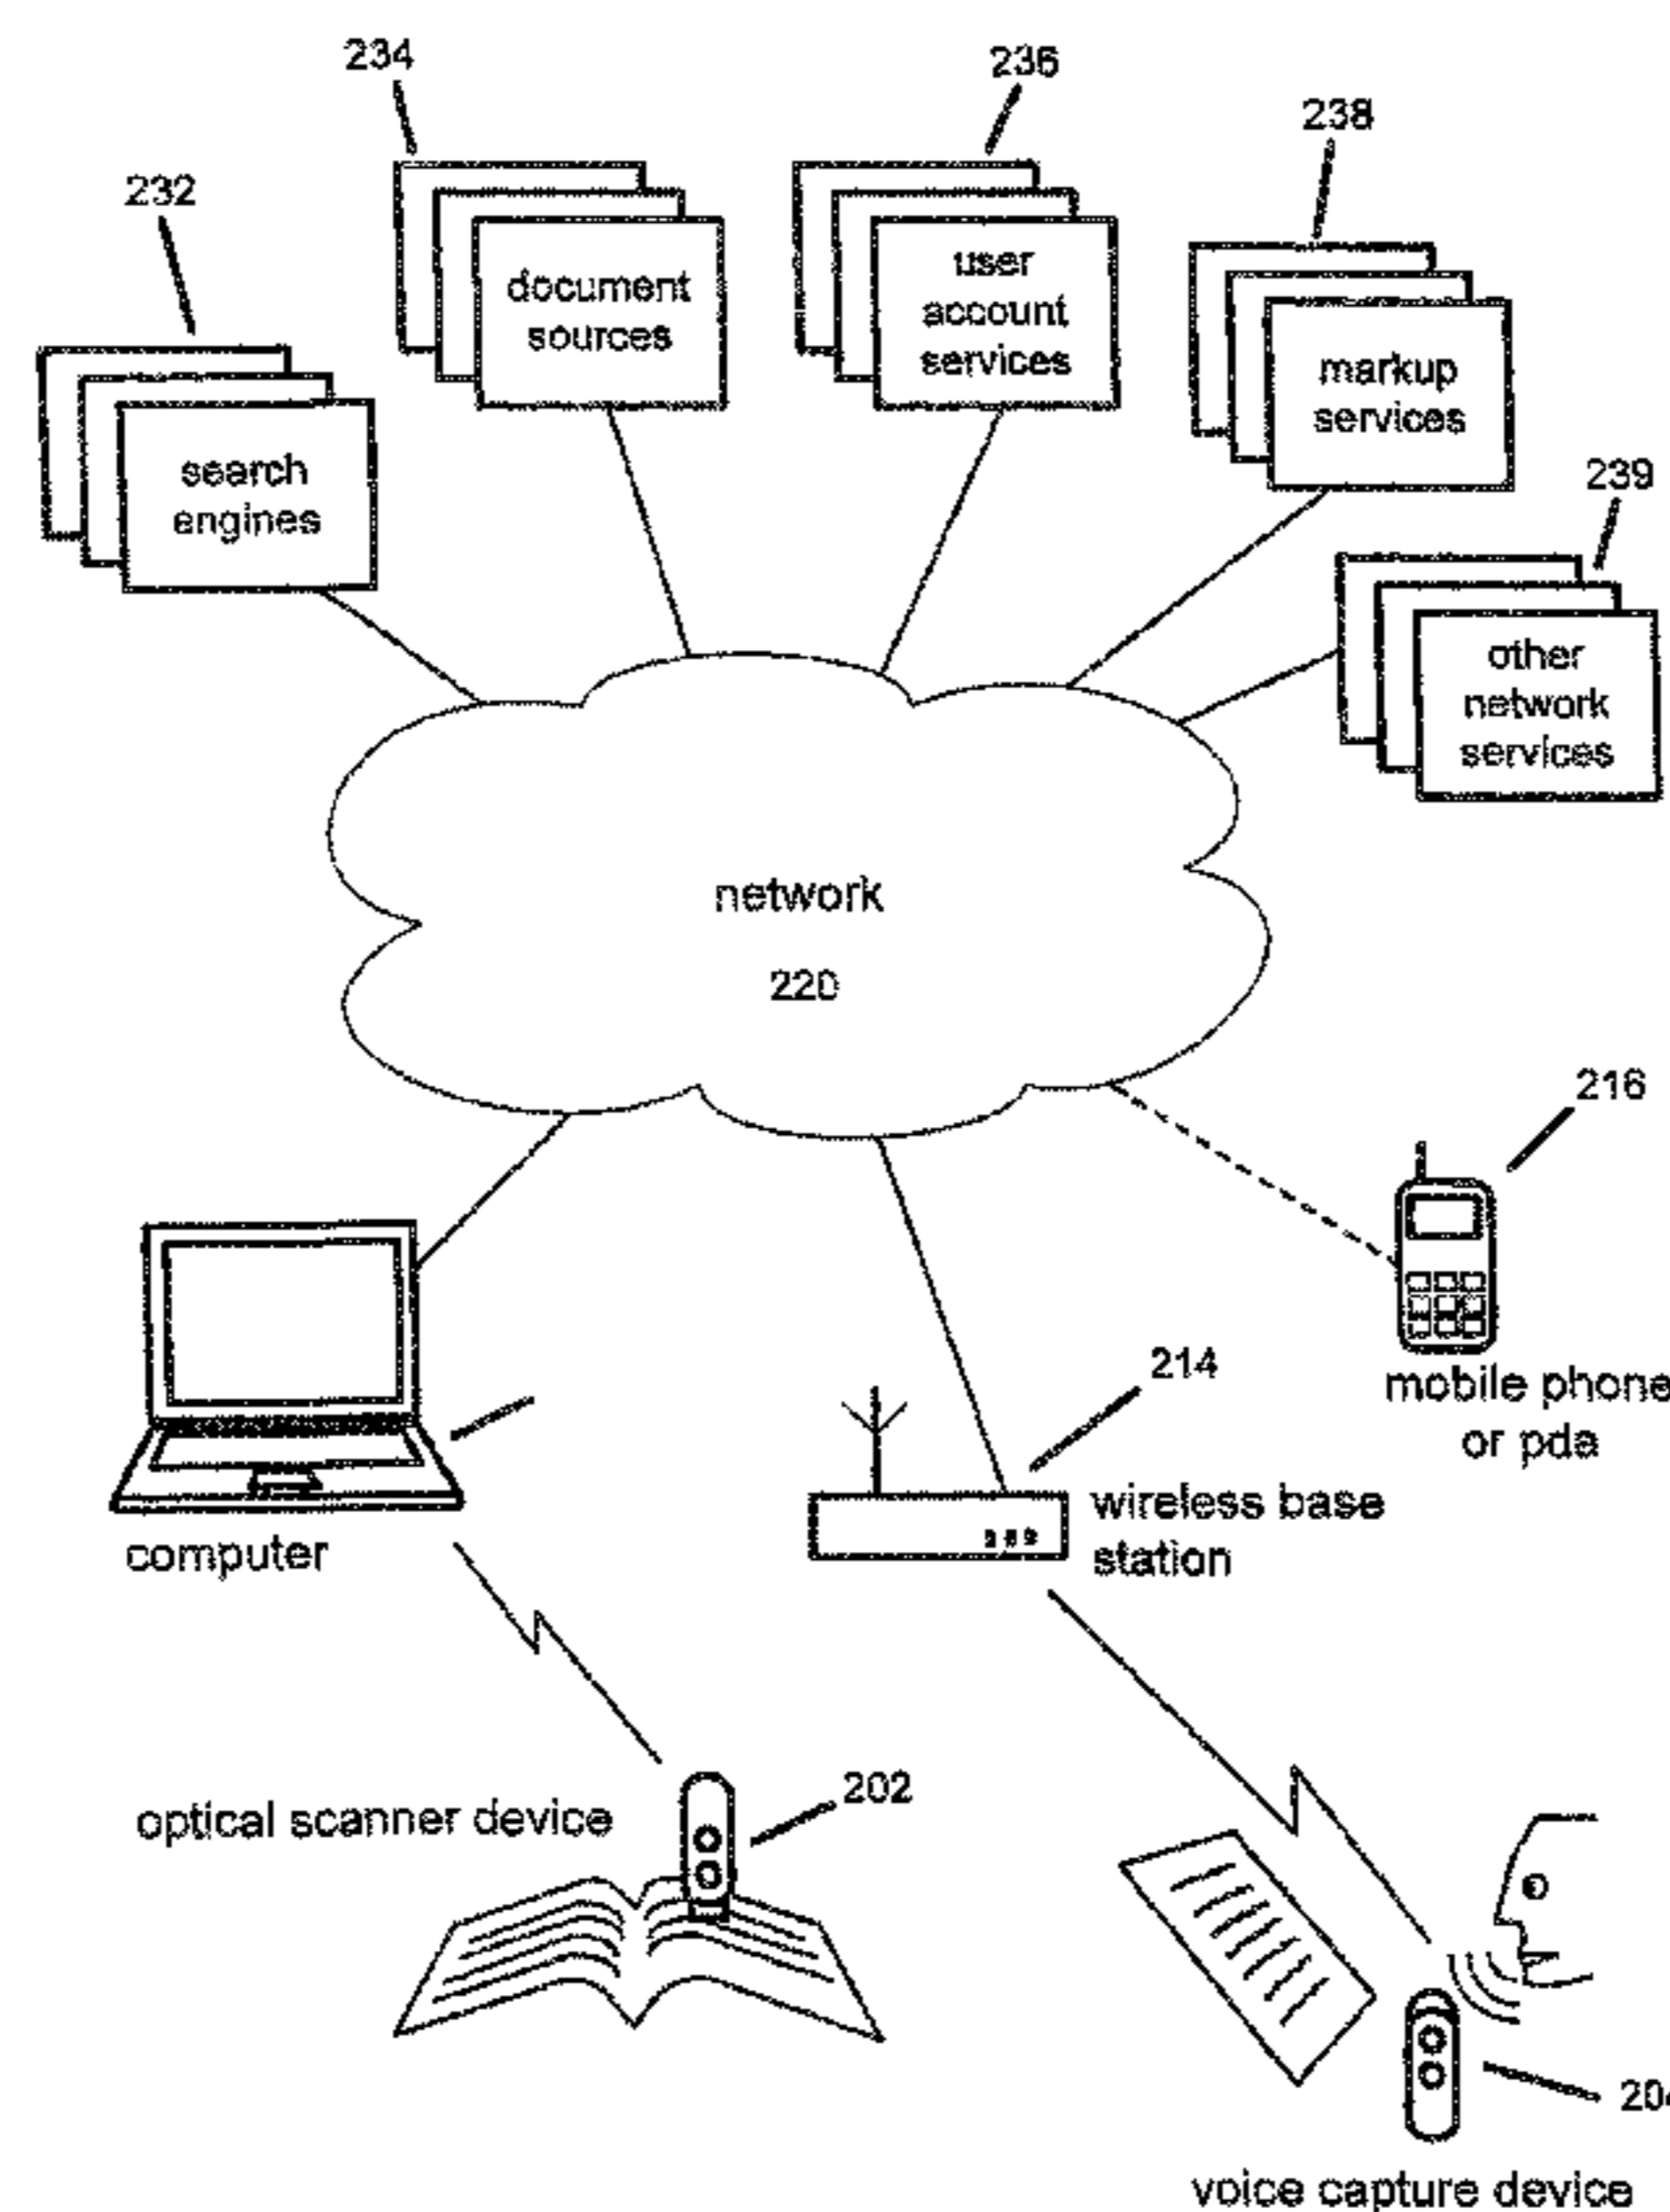 234
236
238
232
document
sources
user
account
services
markup
services
search
engines
239
other
network
services
network
220
216
mobile phone
or pda
214
wireless base
station
computer
optical scanner device
202
204
voice capture device